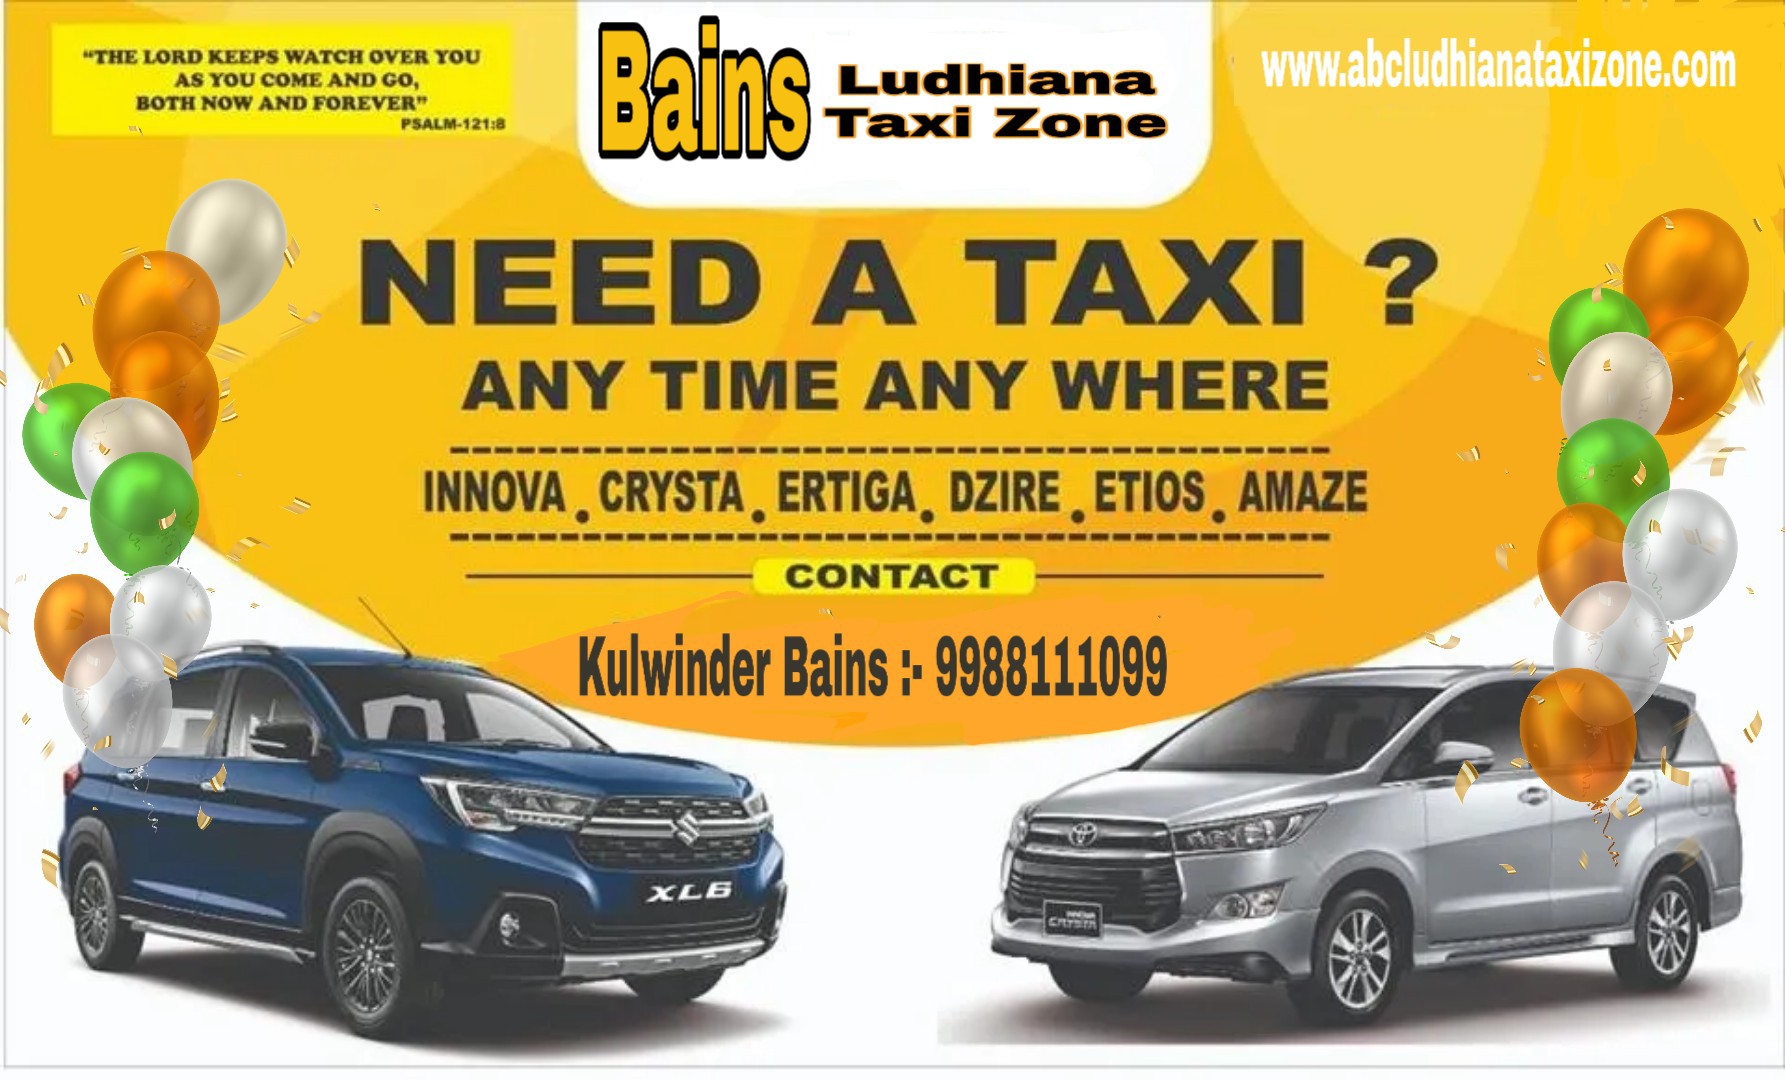 “THE LORD KEEPS WATCH OVER YOU
AS YOU COME AND GO,
BOTH NOW AND FOREVER”
PSALM-121:8
Bains Ludhiana
Taxi Zone
www.abcludhianataxizone.com
NEED A TAXI ?
ANY TIME ANY WHERE
INNOVA . CRYSTA . ERTIGA . DZIRE . ETIOS . AMAZE
CONTACT
Kulwinder Bains :- 9988111099
XL6
INNOVA
CRYSTA